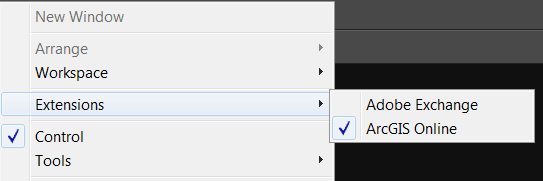 New Window
Arrange
Workspace
Extensions
Adobe Exchange
ArcGIS Online
Control
Tools